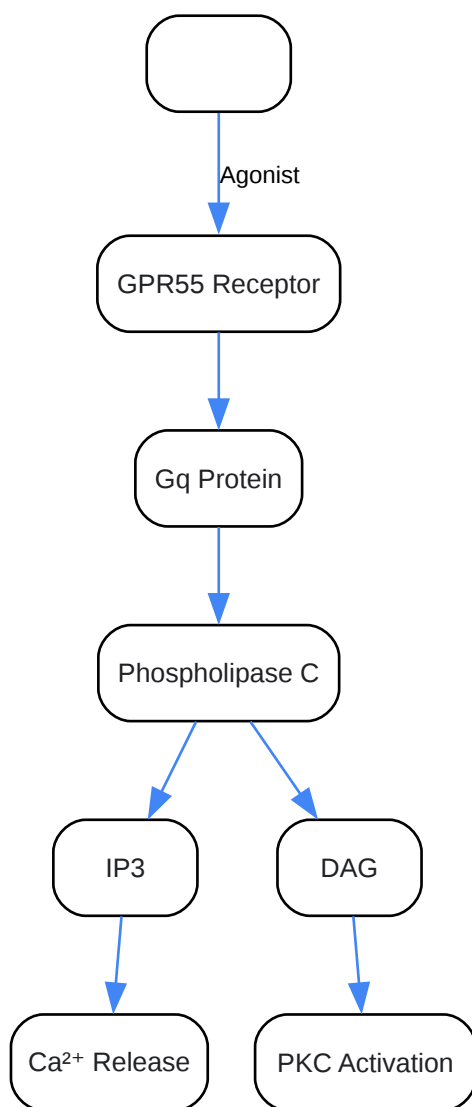 Agonist
GPR55 Receptor
Gq Protein
Phospholipase C
IP3
DAG
Ca²⁺ Release
PKC Activation